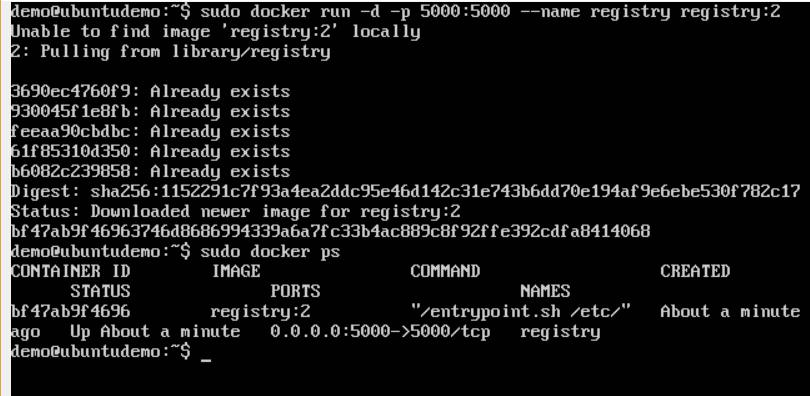 demo@ubuntudemo:~$ sudo docker run -d -p 5000:5000 --name registry registry:2
Unable to find image 'registry:2' locally
2: Pulling from library/registry
3690ec4760f9: Already exists
930045f1e8fb: Already exists
feeaa90cbdbc: Already exists
61f85310d350: Already exists
b6082c239858: Already exists
Digest: sha256:1152291c7f93a4ea2ddc95e46d142c31e743b6dd70e194af9e6ebe530f782c17
Status: Downloaded newer image for registry:2
bf47ab9f46963746d8686994339a6a7fc33b4ac889c8f92ffe392cdfa8414068
demo@ubuntudemo:~$ sudo docker ps
CONTAINER ID IMAGE COMMAND CREATED
STATUS PORTS NAMES
bf47ab9f4696 registry:2 "/entrypoint.sh /etc/" About a minute
ago Up About a minute 0.0.0.0:5000->5000/tcp registry
demo@ubuntudemo:~$ _